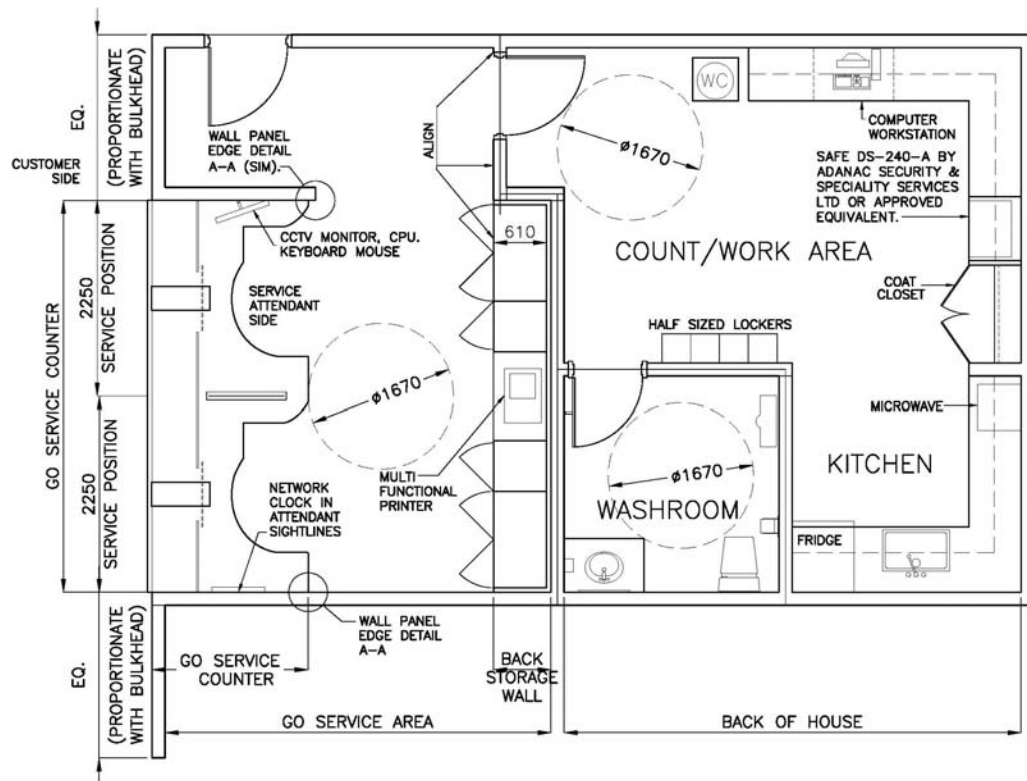 EQ.
(PROPORTIONATE
WITH BULKHEAD)
CUSTOMER
SIDE
WALL PANEL
EDGE DETAIL
A-A (SIM).
ALIGN
WC
ø1670
COMPUTER
WORKSTATION
SAFE DS-240-A BY
ADANAC SECURITY &
SPECIALITY SERVICES
LTD OR APPROVED
EQUIVALENT.
CCTV MONITOR, CPU.
KEYBOARD MOUSE
610
COUNT/WORK AREA
COAT
CLOSET
GO SERVICE COUNTER
2250
SERVICE POSITION
SERVICE
ATTENDANT
SIDE
HALF SIZED LOCKERS
ø1670
MICROWAVE
2250
SERVICE POSITION
MULTI
FUNCTIONAL
PRINTER
NETWORK
CLOCK IN
ATTENDANT
SIGHTLINES
ø1670
WASHROOM
KITCHEN
FRIDGE
EQ.
(PROPORTIONATE
WITH BULKHEAD)
WALL PANEL
EDGE DETAIL
A-A
GO SERVICE
COUNTER
BACK
STORAGE
WALL
GO SERVICE AREA
BACK OF HOUSE